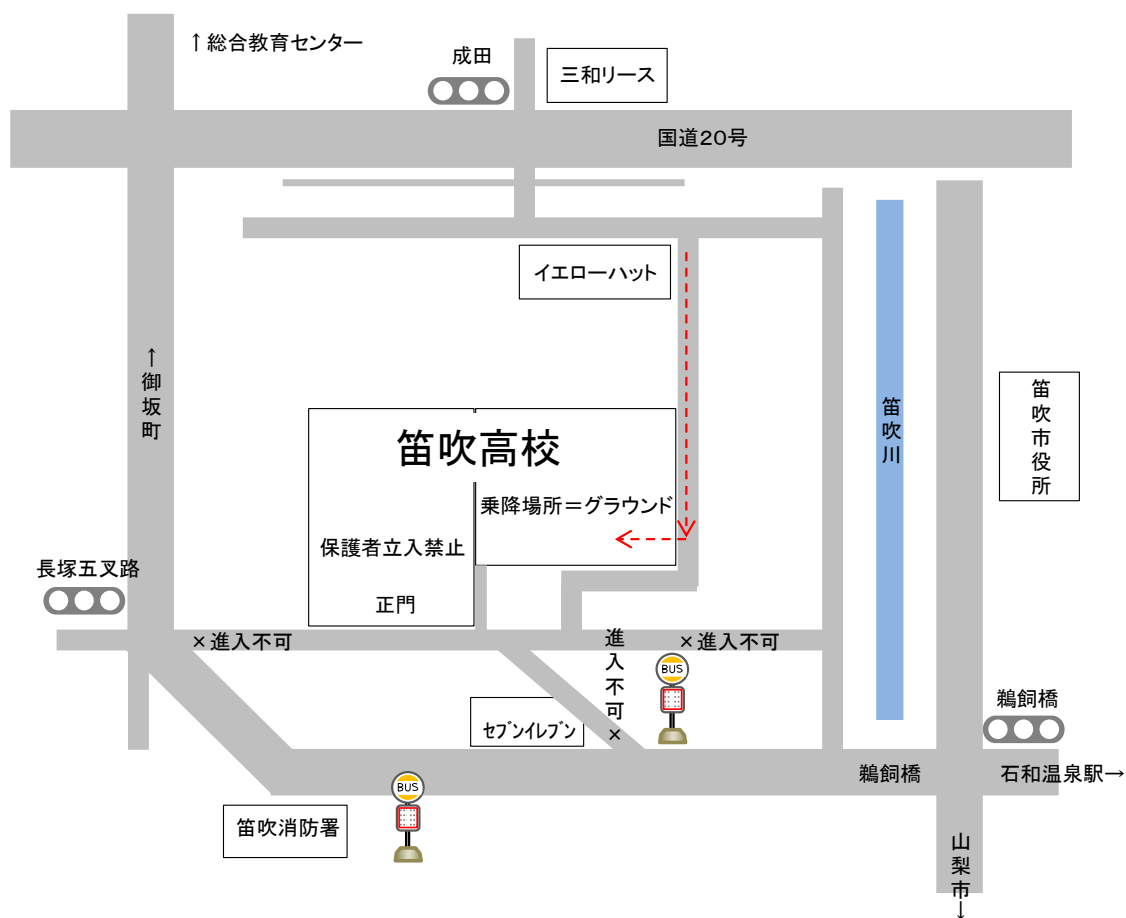 ↑総合教育センター
成田
三和リース
国道20号
イエローハット
↑御坂町
笛吹川
笛吹市役所
笛吹高校
乗降場所＝グラウンド
保護者立入禁止
長塚五叉路
正門
×進入不可
進入不可×
×進入不可
BUS
鵜飼橋
セブンイレブン
鵜飼橋
石和温泉駅→
BUS
笛吹消防署
山梨市↓